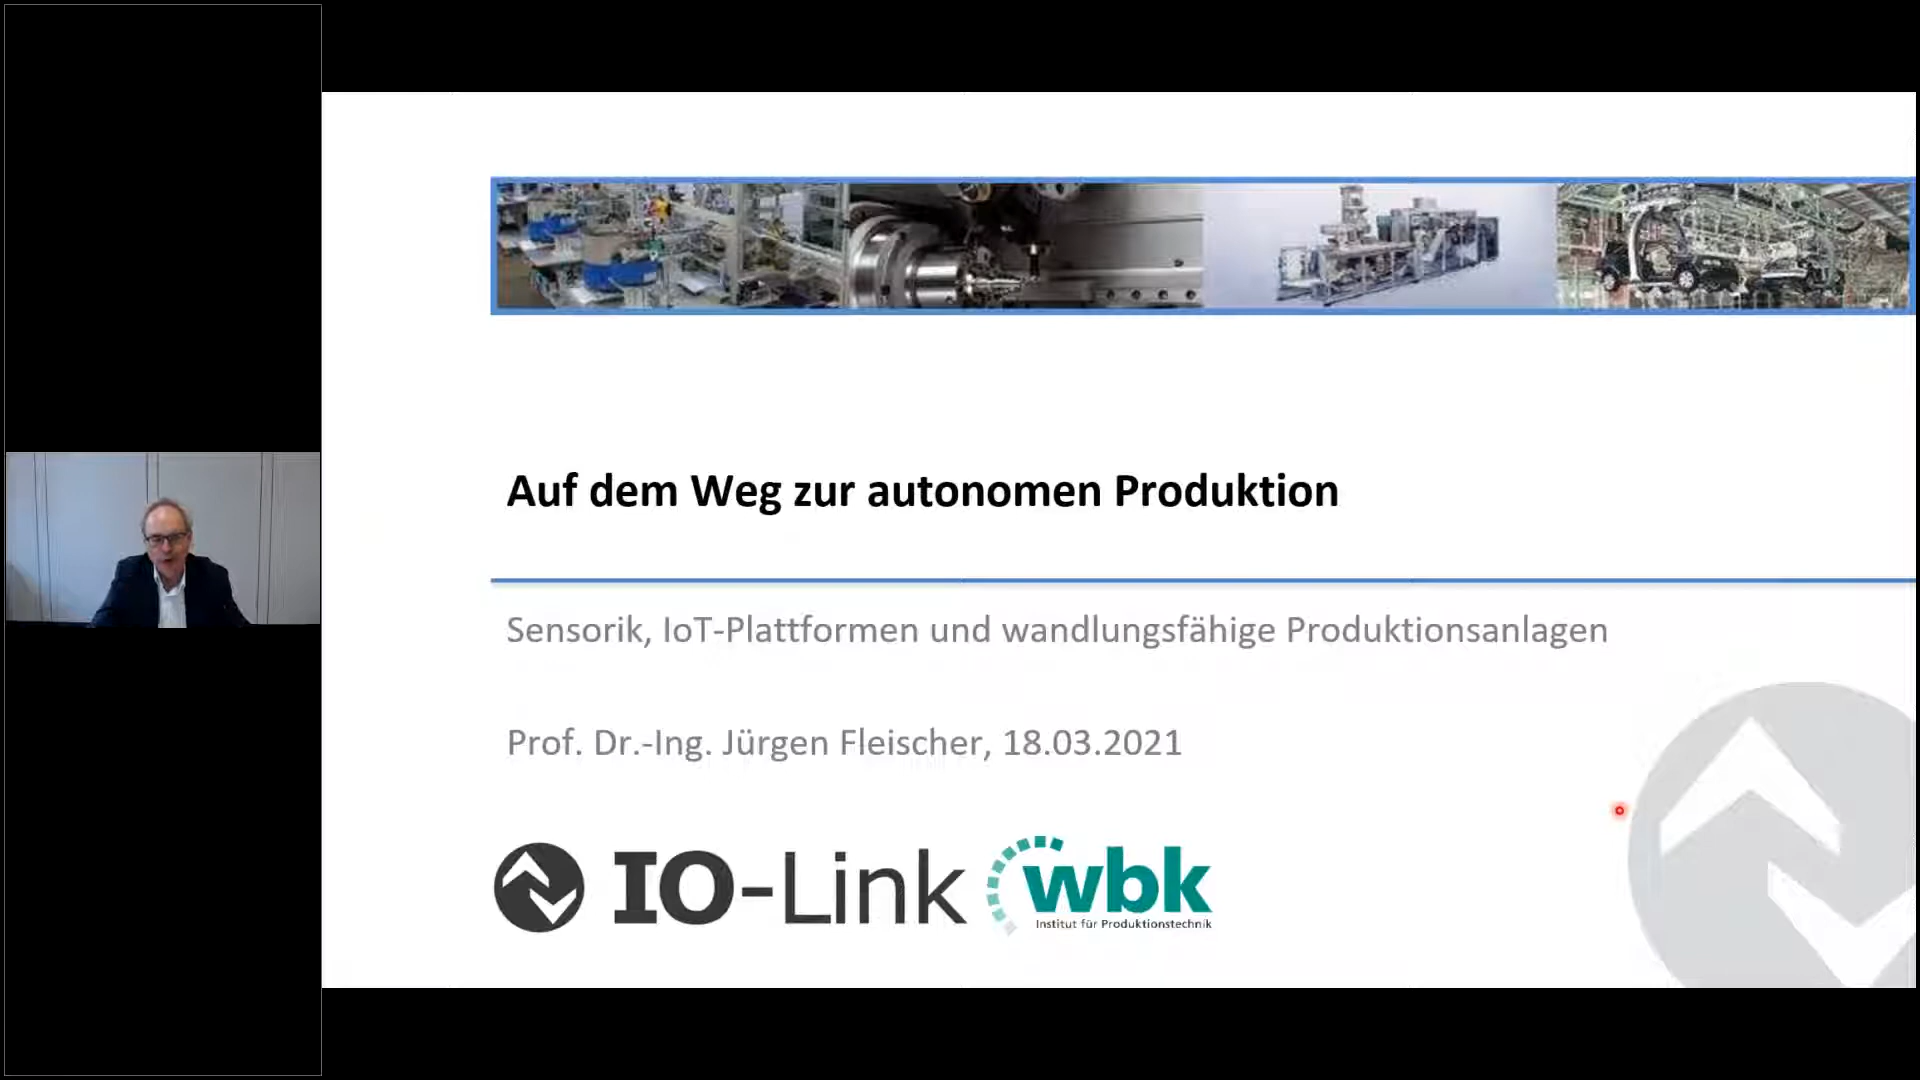 Auf dem Weg zur autonomen Produktion
Sensorik, IoT-Plattformen und wandlungsfähige Produktionsanlagen
Prof. Dr.-Ing. Jürgen Fleischer, 18.03.2021
IO-Link
wbk
Institut für Produktionstechnik